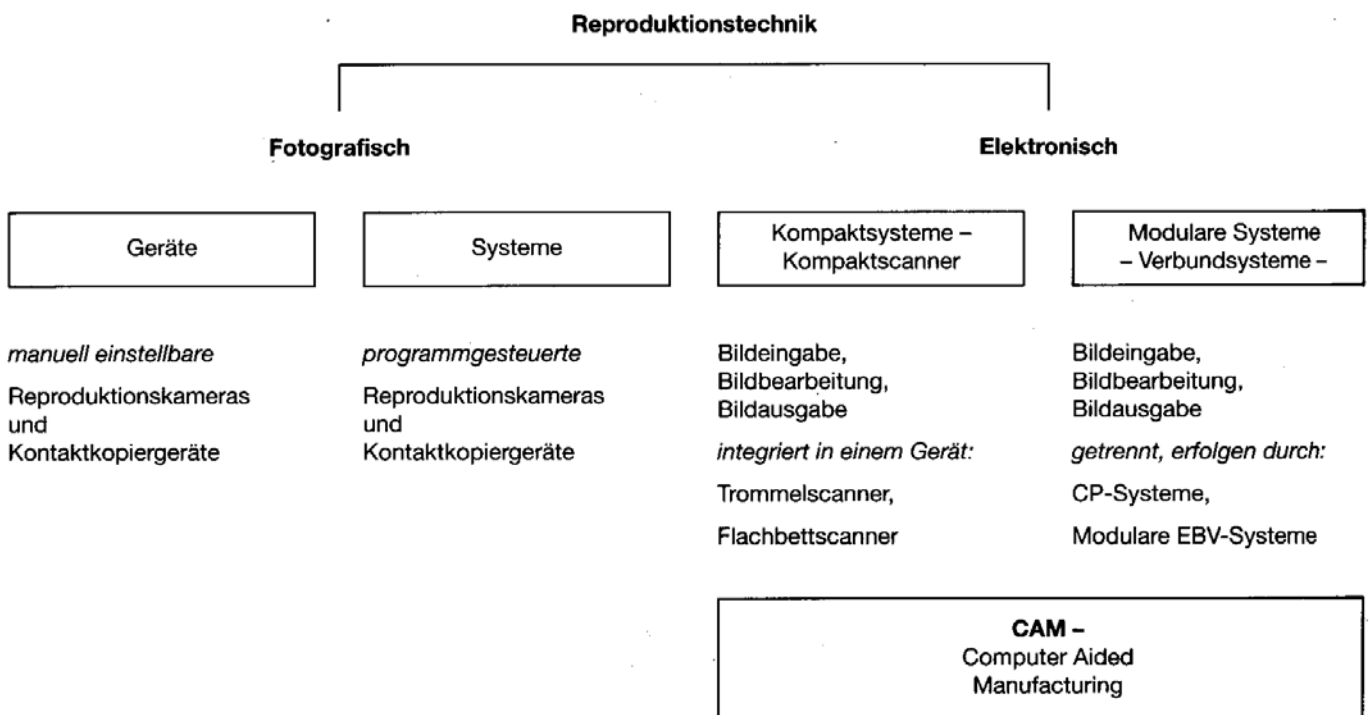 Reproduktionstechnik
Fotografisch
Elektronisch
Geräte
Systeme
Kompaktsysteme –
Kompaktscanner
Modulare Systeme
– Verbundsysteme –
manuell einstellbare
Reproduktionskameras
und
Kontaktkopiergeräte
programmgesteuerte
Reproduktionskameras
und
Kontaktkopiergeräte
Bildeingabe,
Bildbearbeitung,
Bildausgabe
integriert in einem Gerät:
Trommelscanner,
Flachbettscanner
Bildeingabe,
Bildbearbeitung,
Bildausgabe
getrennt, erfolgen durch:
CP-Systeme,
Modulare EBV-Systeme
CAM –
Computer Aided
Manufacturing